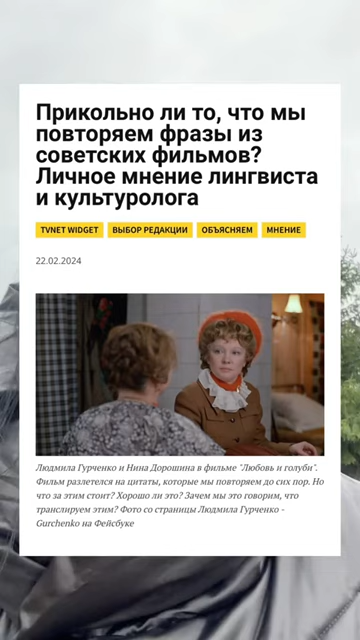 Прикольно ли то, что мы
повторяем фразы из
советских фильмов?
Личное мнение лингвиста
и культуролога
TVNET WIDGET ВЫБОР РЕДАКЦИИ ОБЪЯСНЯЕМ МНЕНИЕ
22.02.2024
Людмила Гурченко и Нина Дорошина в фильме "Любовь и голуби".
Фильм разлетелся на цитаты, которые мы повторяем до сих пор. Но
что за этим стоит? Хорошо ли это? Зачем мы это говорим, что
транслируем этим? Фото со страницы Людмила Гурченко -
Gurchenko на Фейсбуке